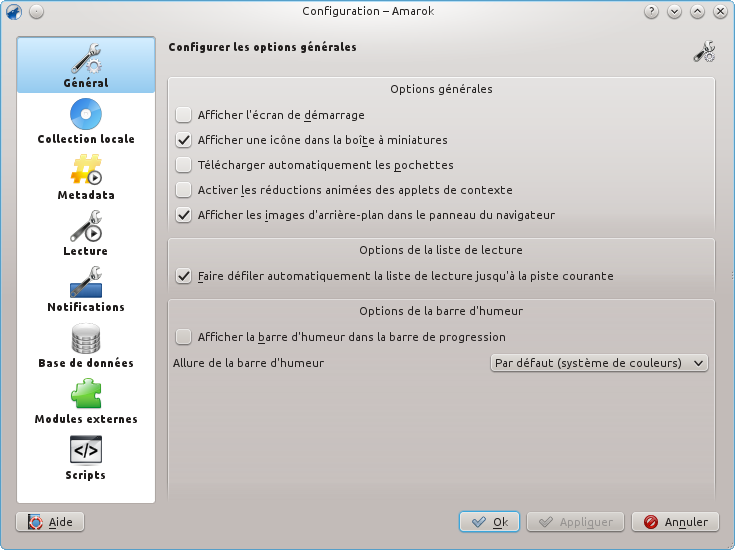 Configuration – Amarok
Général
Collection locale
Metadata
Lecture
Notifications
Base de données
Modules externes
Scripts
Configurer les options générales
Options générales
Afficher l'écran de démarrage
Afficher une icône dans la boîte à miniatures
Télécharger automatiquement les pochettes
Activer les réductions animées des applets de contexte
Afficher les images d'arrière-plan dans le panneau du navigateur
Options de la liste de lecture
Faire défiler automatiquement la liste de lecture jusqu'à la piste courante
Options de la barre d'humeur
Afficher la barre d'humeur dans la barre de progression
Allure de la barre d'humeur
Par défaut (système de couleurs)
Aide
Ok
Appliquer
Annuler